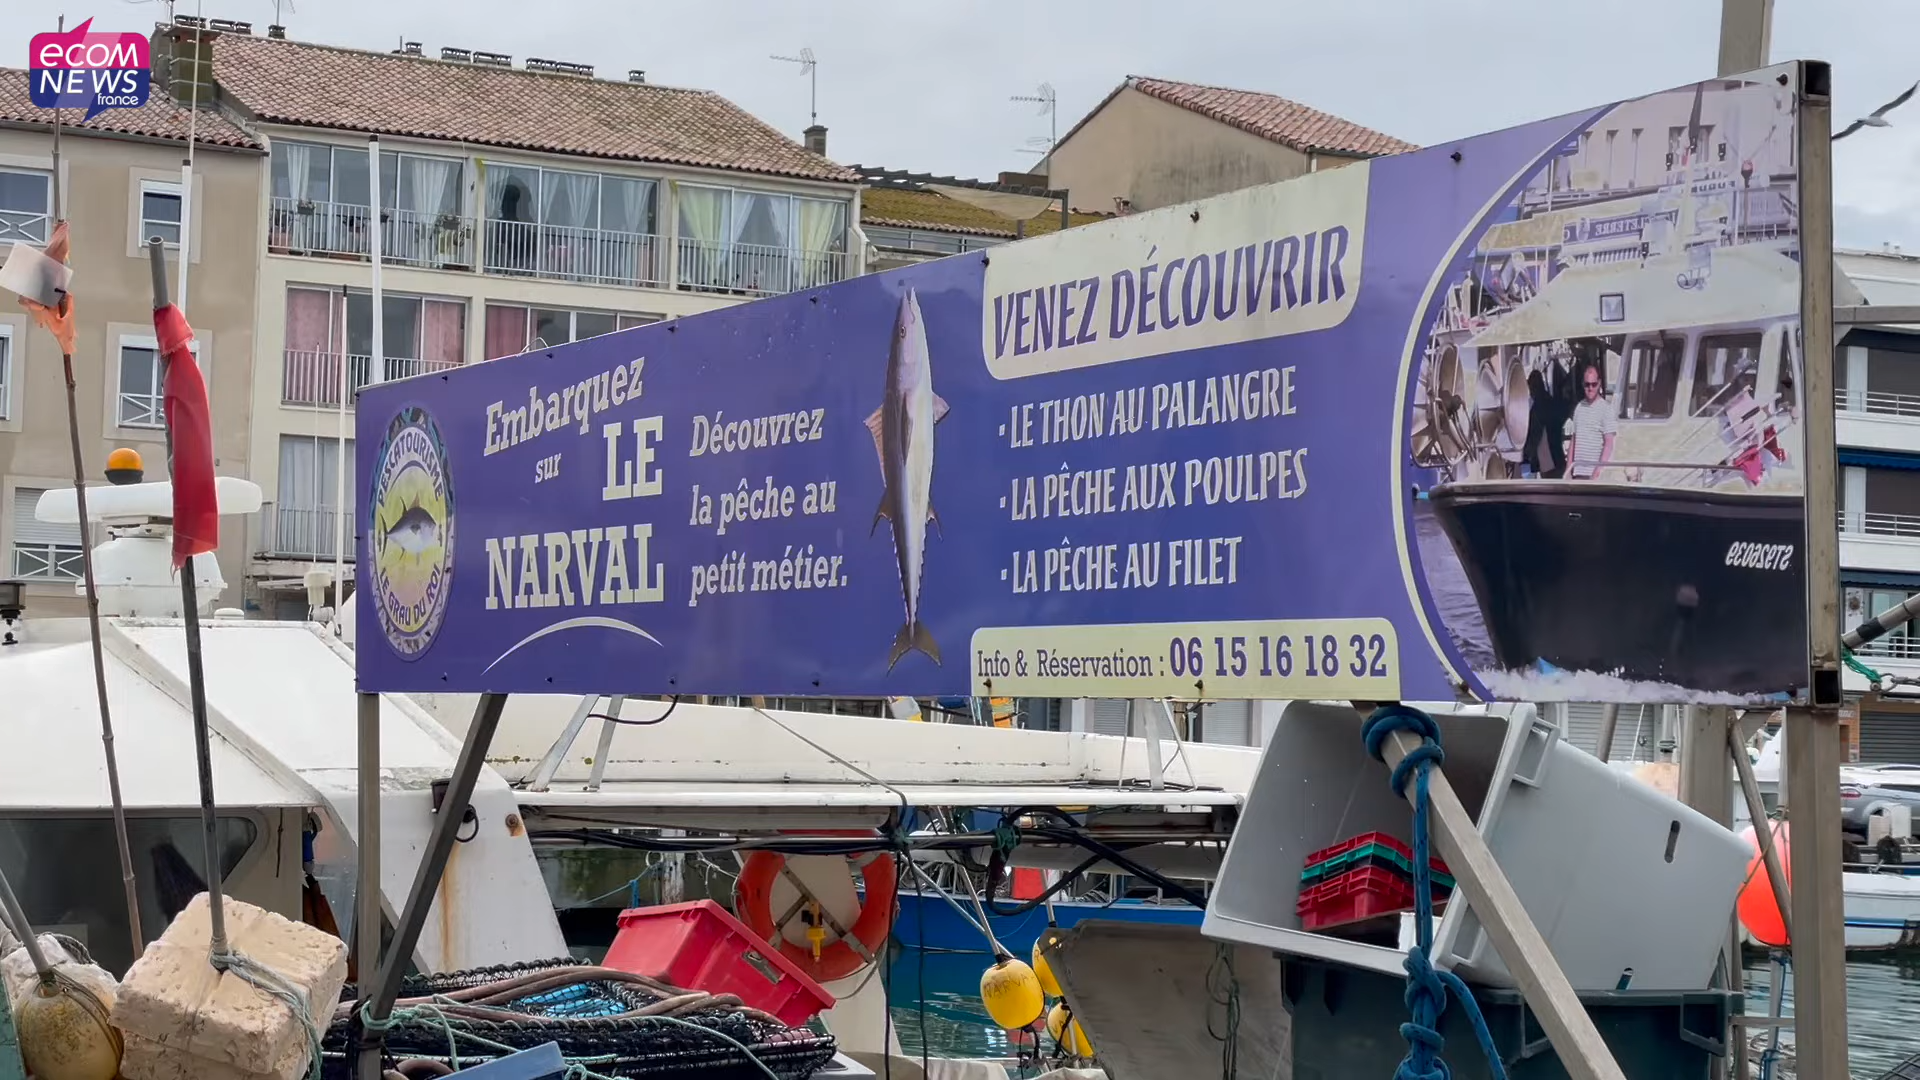 ecom
NEWS
france
PESCATOURISME
LE GRAU DU ROI
Embarquez
sur LE
NARVAL
Découvrez
la pêche au
petit métier.
VENEZ DÉCOUVRIR
· LE THON AU PALANGRE
· LA PÊCHE AUX POULPES
· LA PÊCHE AU FILET
Info & Réservation : 06 15 16 18 32
NARVAL